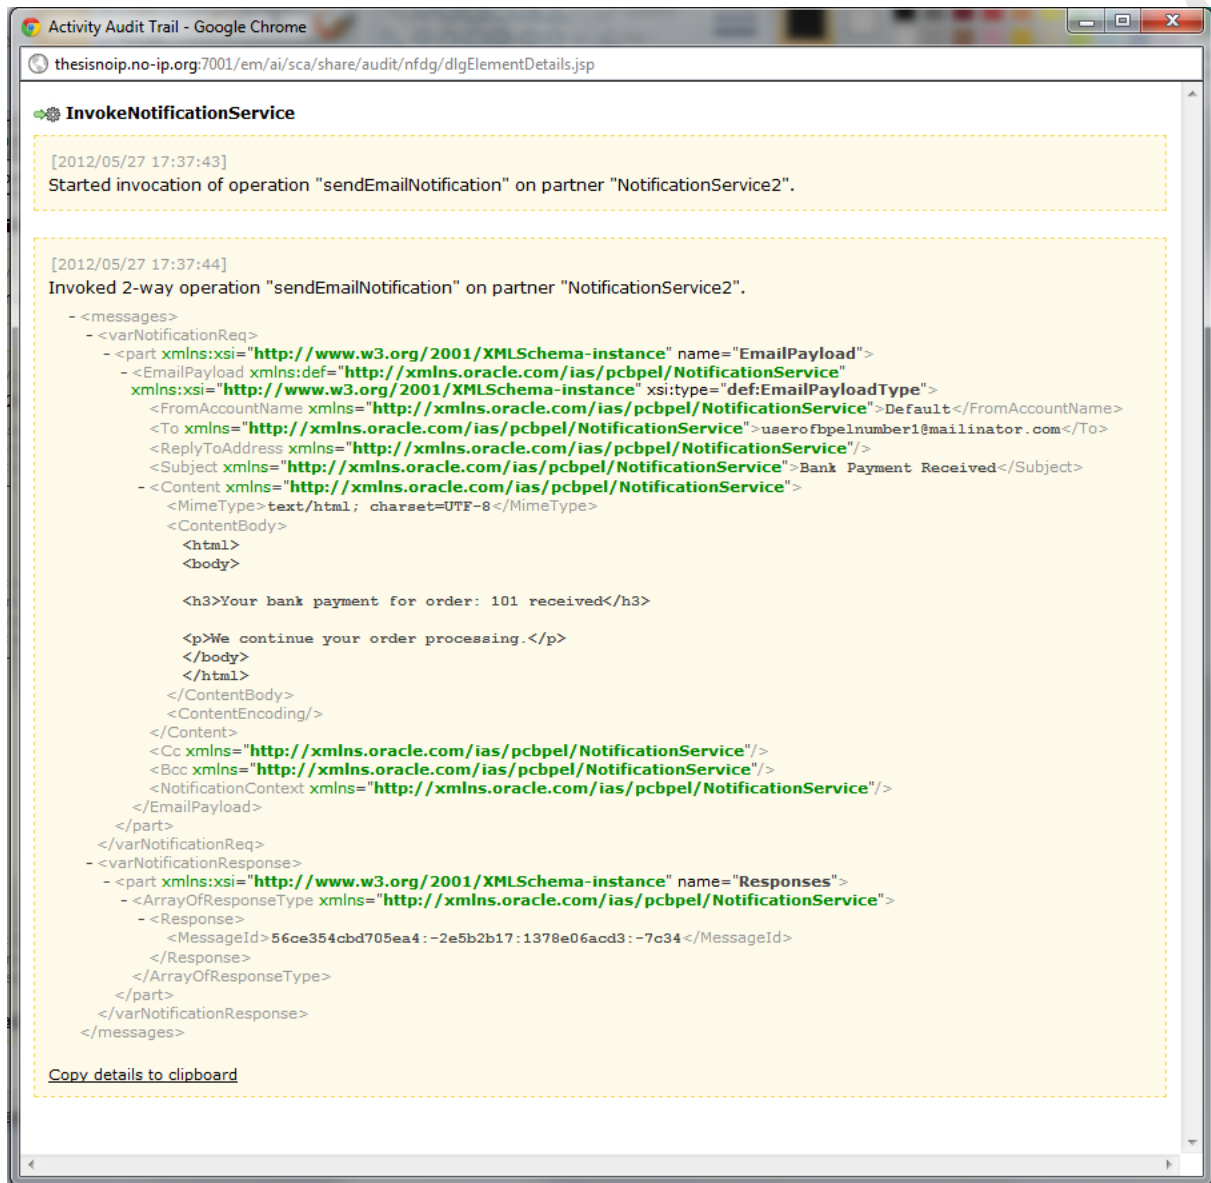 Activity Audit Trail - Google Chrome
thesisnoip.no-ip.org:7001/em/ai/sca/share/audit/nfdg/dlgElementDetails.jsp
InvokeNotificationService
[2012/05/27 17:37:43]
Started invocation of operation "sendEmailNotification" on partner "NotificationService2".
[2012/05/27 17:37:44]
Invoked 2-way operation "sendEmailNotification" on partner "NotificationService2".
- <messages>
- <varNotificationReq>
- <part xmlns:xsi="http://www.w3.org/2001/XMLSchema-instance" name="EmailPayload">
- <EmailPayload xmlns:def="http://xmlns.oracle.com/ias/pcbpel/NotificationService"
xmlns:xsi="http://www.w3.org/2001/XMLSchema-instance" xsi:type="def:EmailPayloadType">
<FromAccountName xmlns="http://xmlns.oracle.com/ias/pcbpel/NotificationService">Default</FromAccountName>
<To xmlns="http://xmlns.oracle.com/ias/pcbpel/NotificationService">userofbpelnumber1@mailinator.com</To>
<ReplyToAddress xmlns="http://xmlns.oracle.com/ias/pcbpel/NotificationService"/>
<Subject xmlns="http://xmlns.oracle.com/ias/pcbpel/NotificationService">Bank Payment Received</Subject>
- <Content xmlns="http://xmlns.oracle.com/ias/pcbpel/NotificationService">
<MimeType>text/html; charset=UTF-8</MimeType>
<ContentBody>
<html>
<body>
<h3>Your bank payment for order: 101 received</h3>
<p>We continue your order processing.</p>
</body>
</html>
</ContentBody>
<ContentEncoding/>
</Content>
<Cc xmlns="http://xmlns.oracle.com/ias/pcbpel/NotificationService"/>
<Bcc xmlns="http://xmlns.oracle.com/ias/pcbpel/NotificationService"/>
<NotificationContext xmlns="http://xmlns.oracle.com/ias/pcbpel/NotificationService"/>
</EmailPayload>
</part>
</varNotificationReq>
- <varNotificationResponse>
- <part xmlns:xsi="http://www.w3.org/2001/XMLSchema-instance" name="Responses">
- <ArrayOfResponseType xmlns="http://xmlns.oracle.com/ias/pcbpel/NotificationService">
- <Response>
<MessageId>56ce354cbd705ea4:-2e5b2b17:1378e06acd3:-7c34</MessageId>
</Response>
</ArrayOfResponseType>
</part>
</varNotificationResponse>
</messages>
Copy details to clipboard